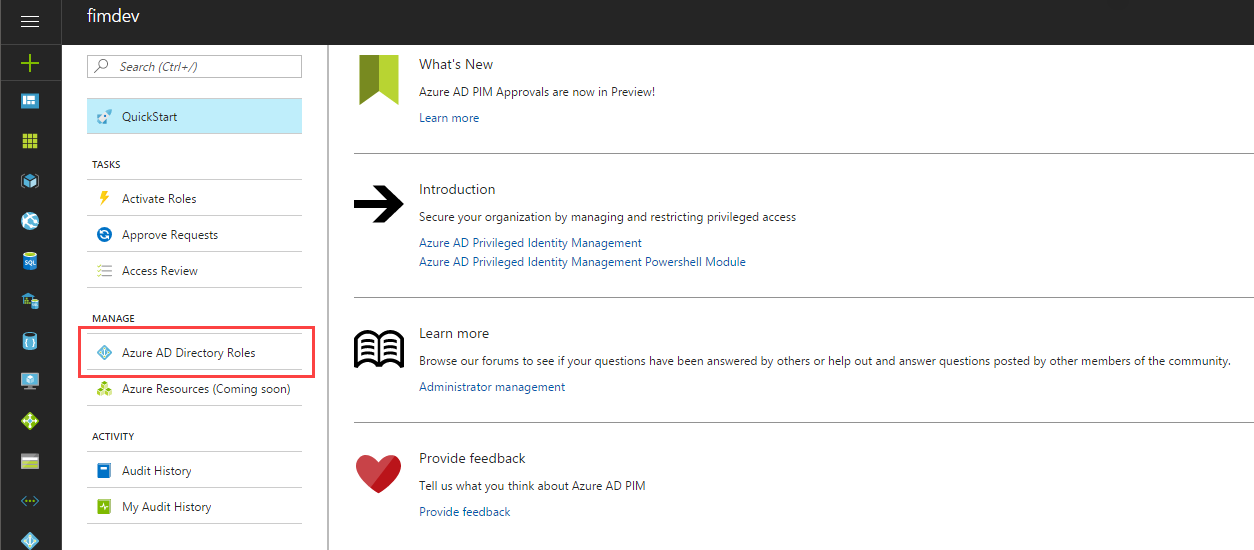 fimdev
Search (Ctrl+/)
QuickStart
TASKS
Activate Roles
Approve Requests
Access Review
MANAGE
Azure AD Directory Roles
Azure Resources (Coming soon)
ACTIVITY
Audit History
My Audit History
What's New
Azure AD PIM Approvals are now in Preview!
Learn more
Introduction
Secure your organization by managing and restricting privileged access
Azure AD Privileged Identity Management
Azure AD Privileged Identity Management Powershell Module
Learn more
Browse our forums to see if your questions have been answered by others or help out and answer questions posted by other members of the community.
Administrator management
Provide feedback
Tell us what you think about Azure AD PIM
Provide feedback
SQL